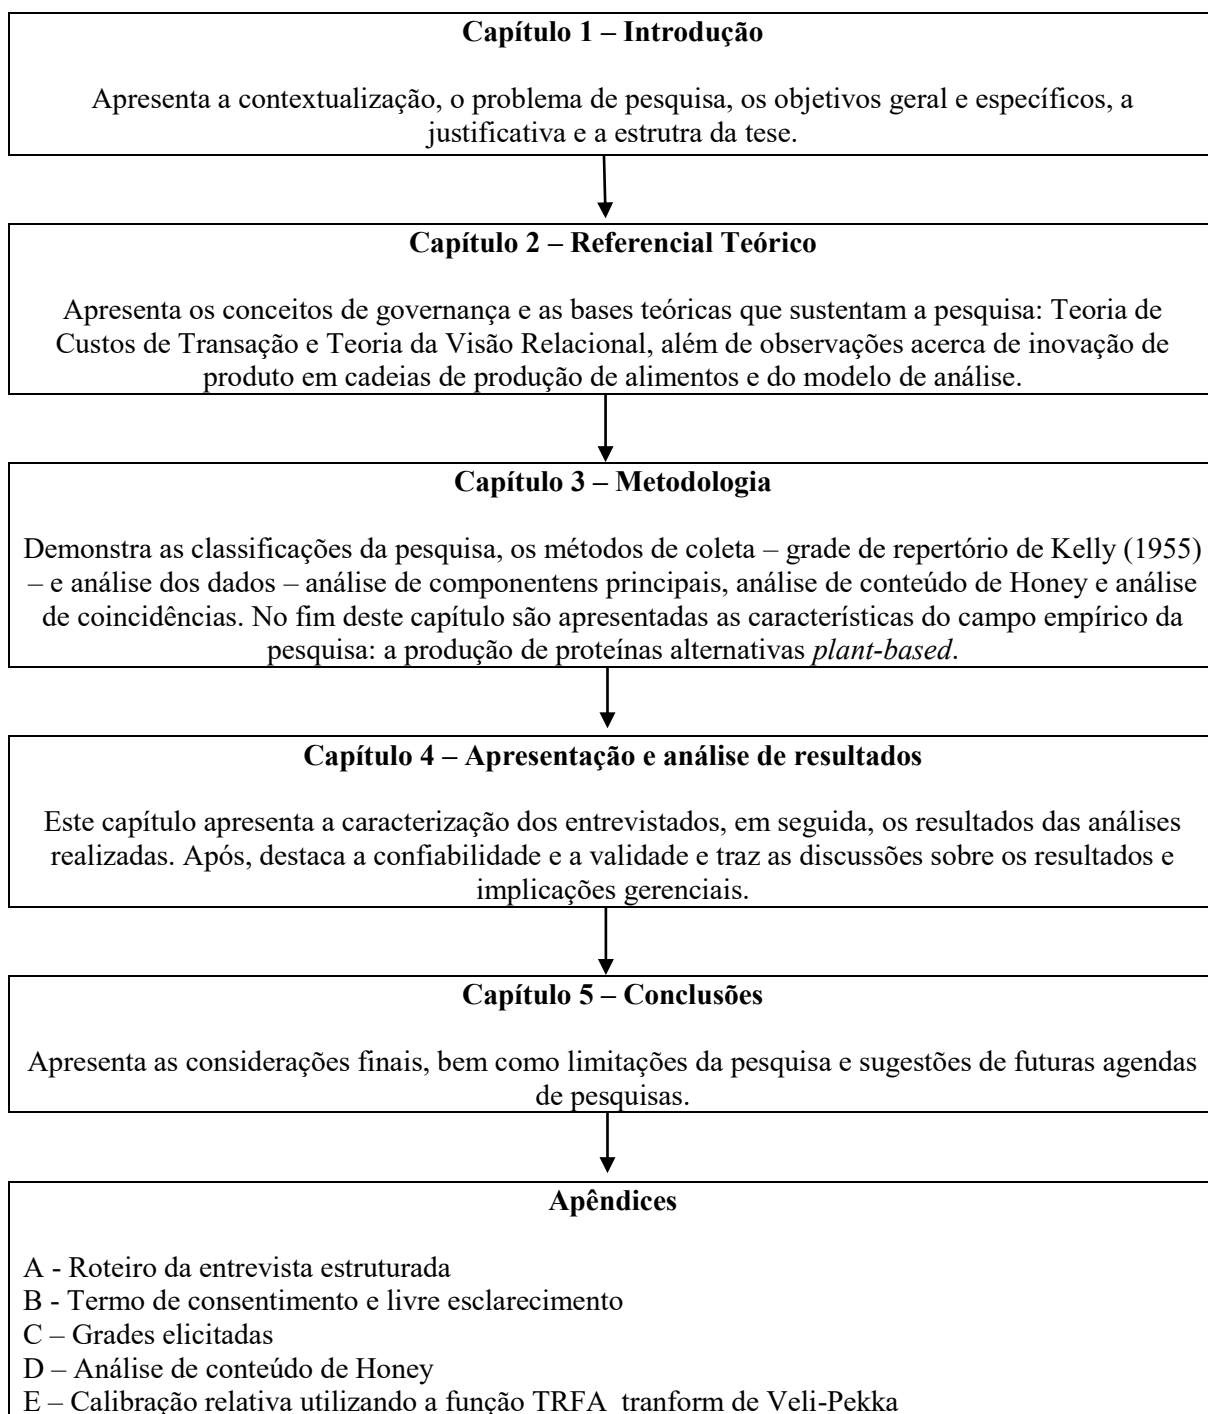 Capítulo 1 – Introdução
Apresenta a contextualização, o problema de pesquisa, os objetivos geral e específicos, a
justificativa e a estrutra da tese.
Capítulo 2 – Referencial Teórico
Apresenta os conceitos de governança e as bases teóricas que sustentam a pesquisa: Teoria de
Custos de Transação e Teoria da Visão Relacional, além de observações acerca de inovação de
produto em cadeias de produção de alimentos e do modelo de análise.
Capítulo 3 – Metodologia
Demonstra as classificações da pesquisa, os métodos de coleta – grade de repertório de Kelly (1955)
– e análise dos dados – análise de componentens principais, análise de conteúdo de Honey e análise
de coincidências. No fim deste capítulo são apresentadas as características do campo empírico da
pesquisa: a produção de proteínas alternativas plant-based.
Capítulo 4 – Apresentação e análise de resultados
Este capítulo apresenta a caracterização dos entrevistados, em seguida, os resultados das análises
realizadas. Após, destaca a confiabilidade e a validade e traz as discussões sobre os resultados e
implicações gerenciais.
Capítulo 5 – Conclusões
Apresenta as considerações finais, bem como limitações da pesquisa e sugestões de futuras agendas
de pesquisas.
Apêndices
A - Roteiro da entrevista estruturada
B - Termo de consentimento e livre esclarecimento
C – Grades elicitadas
D – Análise de conteúdo de Honey
E – Calibração relativa utilizando a função TRFA tranform de Veli-Pekka